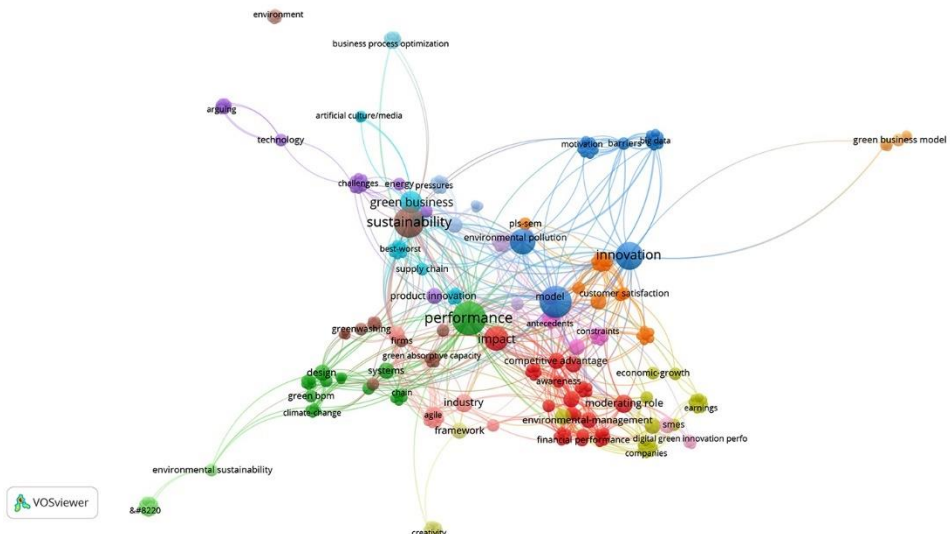 environment
business process optimization
arguing
artificial culture/media
technology
motivation
barriers
big data
green business model
challenges
energy
pressures
green business
sustainability
pls-sem
environmental pollution
best-worst
innovation
supply chain
product innovation
model
customer satisfaction
performance
antecedents
greenwashing
impact
constraints
firms
green absorptive capacity
competitive advantage
design
systems
awareness
economic-growth
green bpm
chain
industry
moderating role
earnings
climate-change
agile
environmental-management
smes
framework
financial performance
digital green innovation perfo
companies
environmental sustainability
VOSviewer
&#8220
creativity